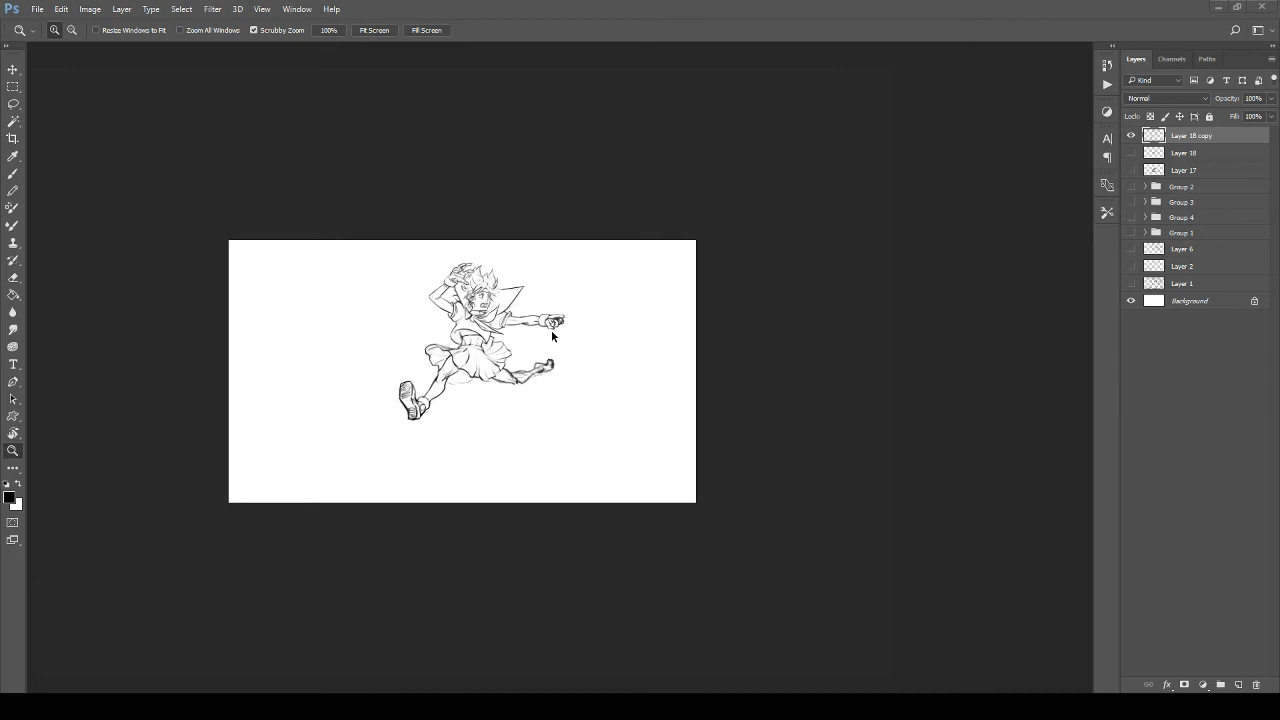 Ps File Edit Image Layer Type Select Filter 3D View Window Help
Resize Windows to Fit Zoom All Windows Scrubby Zoom 100% Fit Screen Fill Screen
Layers Channels Paths
Kind
Normal Opacity: 100%
Lock: Fill: 100%
Layer 18 copy
Layer 18
Layer 17
Group 2
Group 3
Group 4
Group 1
Layer 6
Layer 2
Layer 1
Background